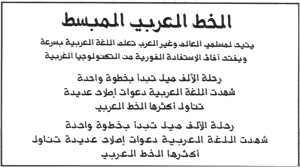 الخط العربي المبسط
يتيح لمسلمي العالم وغير العرب تعلم اللغة العربية بسرعة
ويفتح آفاق الإستفادة الفورية من التكنولوجيا الغربية
رحلة الألف ميل تبدأ بخطوة واحدة
شهدت اللغة العربية دعوات إصلاح عديدة
تناول أكثرها الخط العربي
رحلة الألف ميل تبدأ بخطوة واحدة
شهدت اللغة العربية دعوات إصلاح عديدة تناول
أكثرها الخط العربي